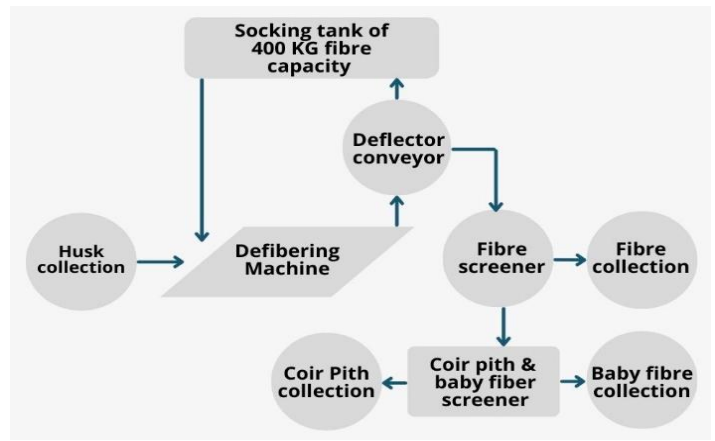 Socking tank of
400 KG fibre
capacity
Deflector
conveyor
Husk
collection
Defibering
Machine
Fibre
screener
Fibre
collection
Coir Pith
collection
Coir pith &
baby fiber
screener
Baby fibre
collection